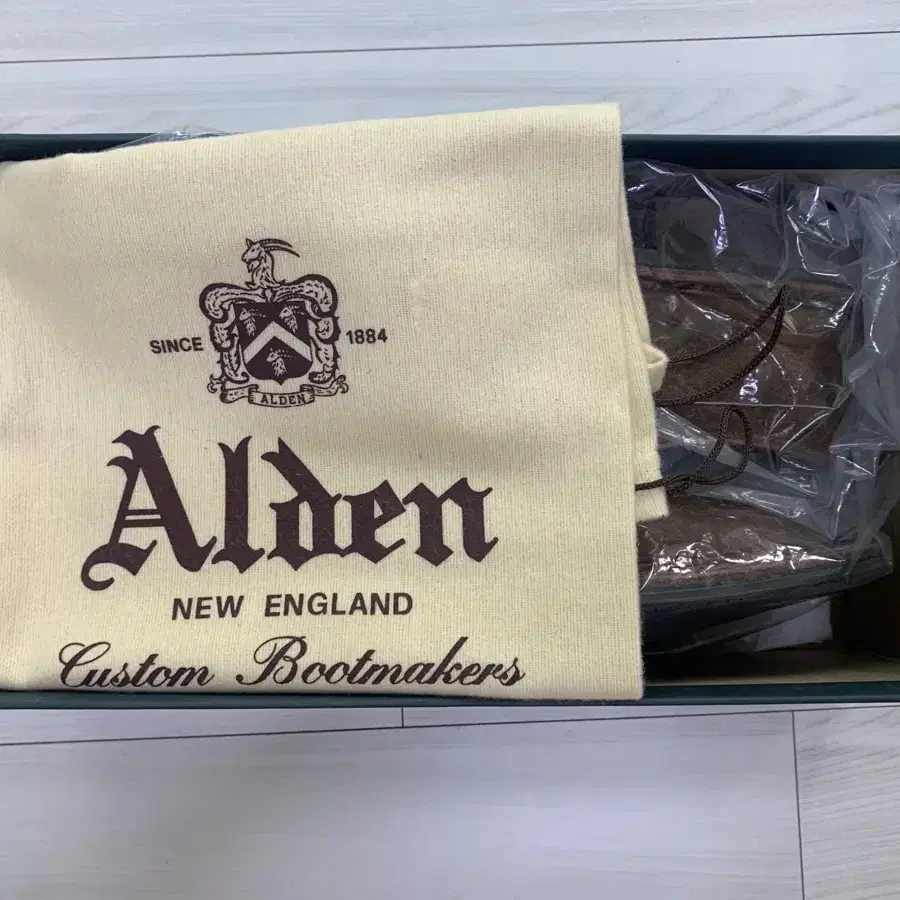 SINCE 1884
ALDEN
Alden
NEW ENGLAND
Custom Bootmakers